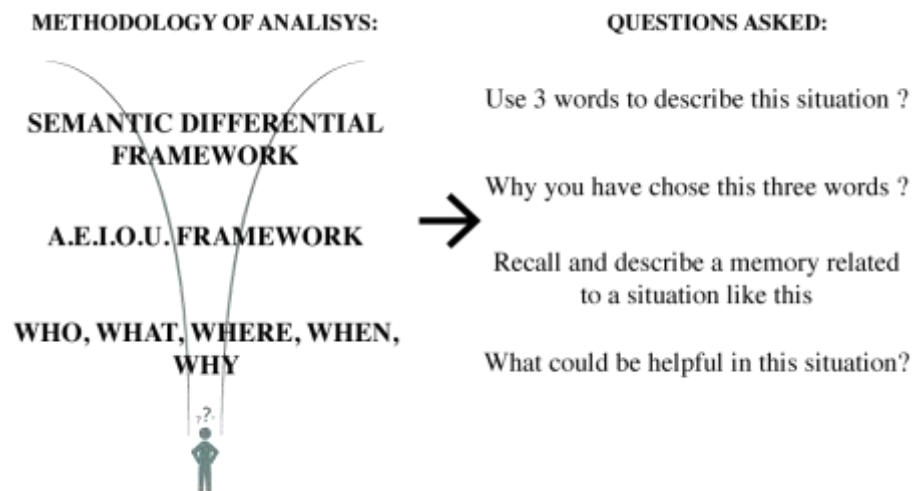 METHODOLOGY OF ANALISYS:
SEMANTIC DIFFERENTIAL
FRAMEWORK
A.E.I.O.U. FRAMEWORK
WHO, WHAT, WHERE, WHEN,
WHY
???
QUESTIONS ASKED:
Use 3 words to describe this situation ?
Why you have chose this three words ?
Recall and describe a memory related
to a situation like this
What could be helpful in this situation?